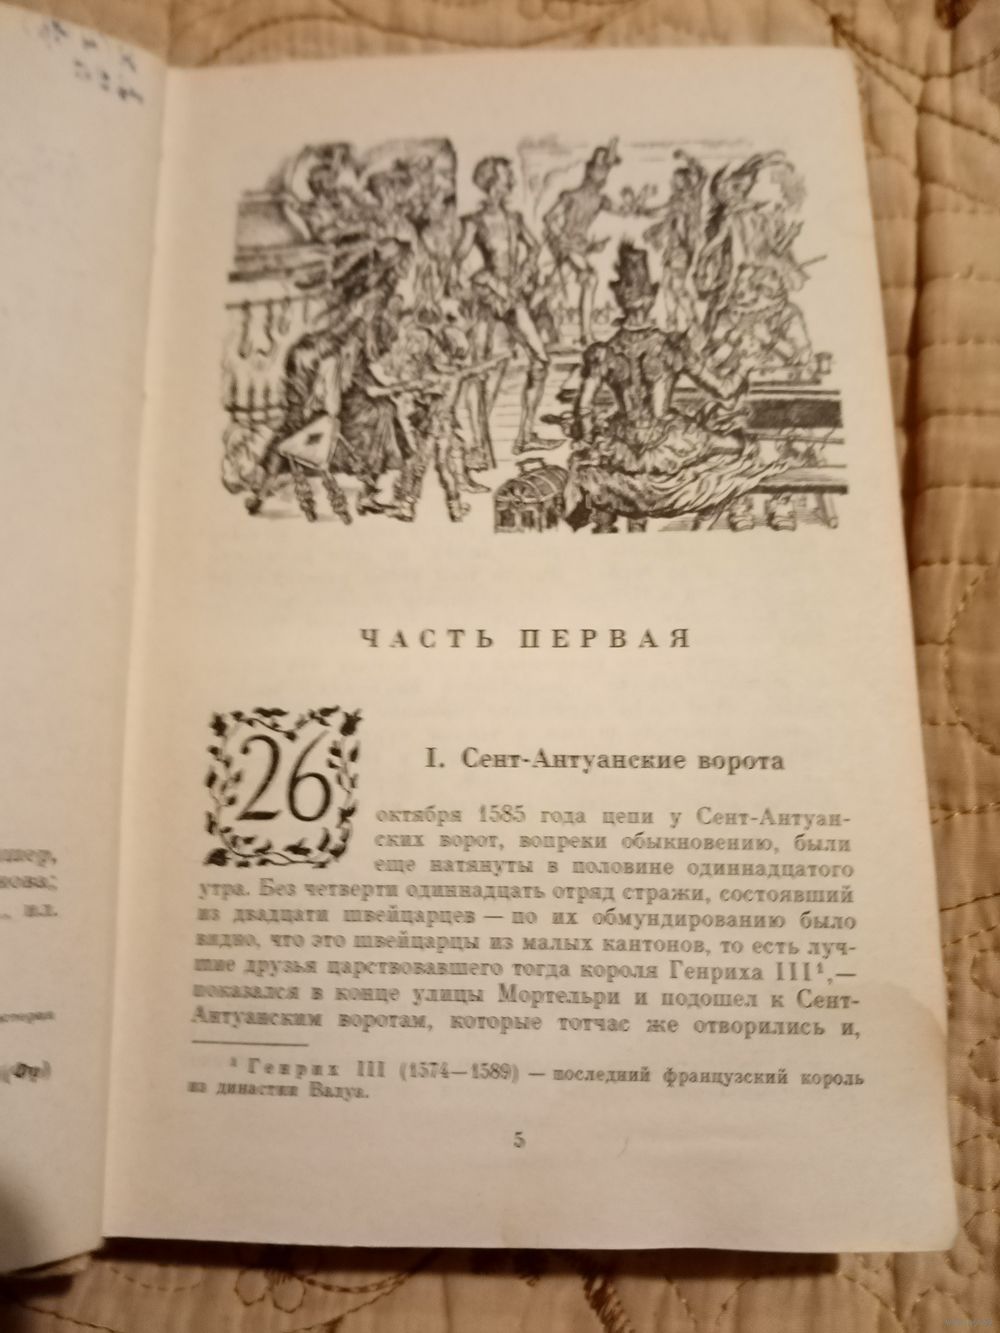 ЧАСТЬ ПЕРВАЯ
I. Сент-Антуанские ворота
26 октября 1585 года цепи у Сент-Антуан-
ских ворот, вопреки обыкновению, были
еще натянуты в половине одиннадцатого
утра. Без четверти одиннадцать отряд стражи, состоявший
из двадцати швейцарцев — по их обмундированию было
видно, что это швейцарцы из малых кантонов, то есть луч-
шие друзья царствовавшего тогда короля Генриха III¹,—
показался в конце улицы Мортельри и подошел к Сент-
Антуанским воротам, которые тотчас же отворились и,
¹ Генрих III (1574—1589) — последний французский король
из династии Валуа.
5